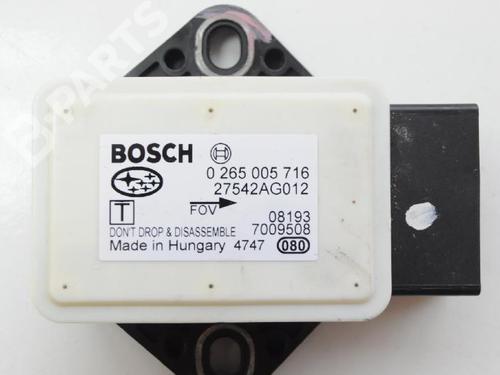 B-PARTS
BOSCH 0 265 005 716
27542AG012
T FOV 08193
DON'T DROP & DISASSEMBLE 7009508
Made in Hungary 4747 080